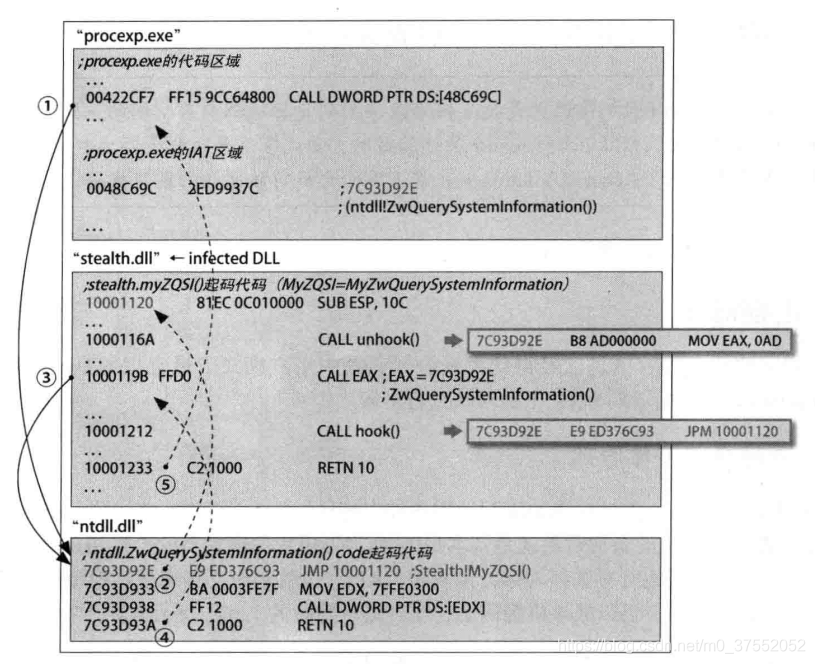 "procexp.exe"
;procexp.exe的代码区域
...
① 00422CF7 FF15 9CC64800 CALL DWORD PTR DS:[48C69C]
...
;procexp.exe的IAT区域
...
0048C69C 2ED9937C ;7C93D92E
; (ntdll!ZwQuerySystemInformation())
...
"stealth.dll" ← infected DLL
;stealth.myZQSI()起码代码（MyZQSI=MyZwQuerySystemInformation）
10001120 81EC 0C010000 SUB ESP, 10C
...
1000116A CALL unhook() 7C93D92E B8 AD000000 MOV EAX, 0AD
...
③ 1000119B FFD0 CALL EAX ; EAX = 7C93D92E
; ZwQuerySystemInformation()
...
10001212 CALL hook() 7C93D92E E9 ED376C93 JPM 10001120
...
10001233 C2 1000 RETN 10
⑤
...
"ntdll.dll"
; ntdll.ZwQuerySystemInformation() code起码代码
7C93D92E ② E9 ED376C93 JMP 10001120 ;Stealth!MyZQSI()
7C93D933 BA 0003FE7F MOV EDX, 7FFE0300
7C93D938 FF12 CALL DWORD PTR DS:[EDX]
7C93D93A C2 1000 RETN 10
④
https://blog.csdn.net/m0_37552052